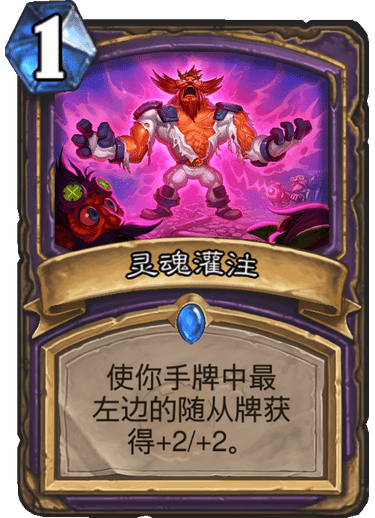 1
灵魂灌注
使你手牌中最
左边的随从牌获
得+2/+2。